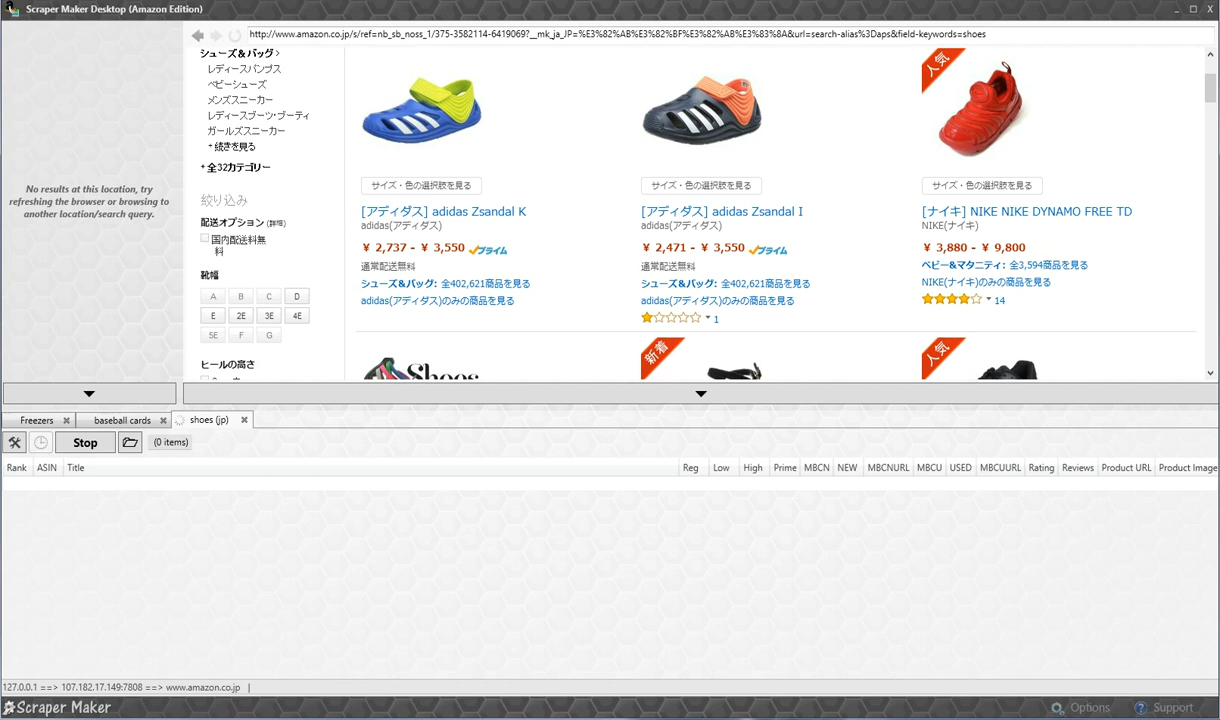 Scraper Maker Desktop (Amazon Edition)
http://www.amazon.co.jp/s/ref=nb_sb_noss_1/375-3582114-6419069?__mk_ja_JP=%E3%82%AB%E3%82%BF%E3%82%AB%E3%83%8A&url=search-alias%3Daps&field-keywords=shoes
No results at this location, try
refreshing the browser or browsing to
another location/search query.
シューズ&バッグ
レディースパンプス
ベビーシューズ
メンズスニーカー
レディースブーツ・ブーティ
ガールズスニーカー
+ 続きを見る
+ 全32カテゴリー
絞り込み
配送オプション (詳細)
国内配送料無
料
靴幅
A B C D
E 2E 3E 4E
5E F G
ヒールの高さ
サイズ・色の選択肢を見る
[アディダス] adidas Zsandal K
adidas(アディダス)
¥ 2,737 - ¥ 3,550 プライム
通常配送無料
シューズ&バッグ: 全402,621商品を見る
adidas(アディダス)のみの商品を見る
サイズ・色の選択肢を見る
[アディダス] adidas Zsandal I
adidas(アディダス)
¥ 2,471 - ¥ 3,550 プライム
通常配送無料
シューズ&バッグ: 全402,621商品を見る
adidas(アディダス)のみの商品を見る
1
人気
サイズ・色の選択肢を見る
[ナイキ] NIKE NIKE DYNAMO FREE TD
NIKE(ナイキ)
¥ 3,880 - ¥ 9,800
ベビー&マタニティ: 全3,594商品を見る
NIKE(ナイキ)のみの商品を見る
14
Shoes
新着
人気
Freezers baseball cards shoes (jp)
Stop (0 items)
Rank ASIN Title Reg Low High Prime MBCN NEW MBCNURL MBCU USED MBCUURL Rating Reviews Product URL Product Image
127.0.0.1 ==> 107.182.17.149:7808 ==> www.amazon.co.jp |
Scraper Maker Options Support